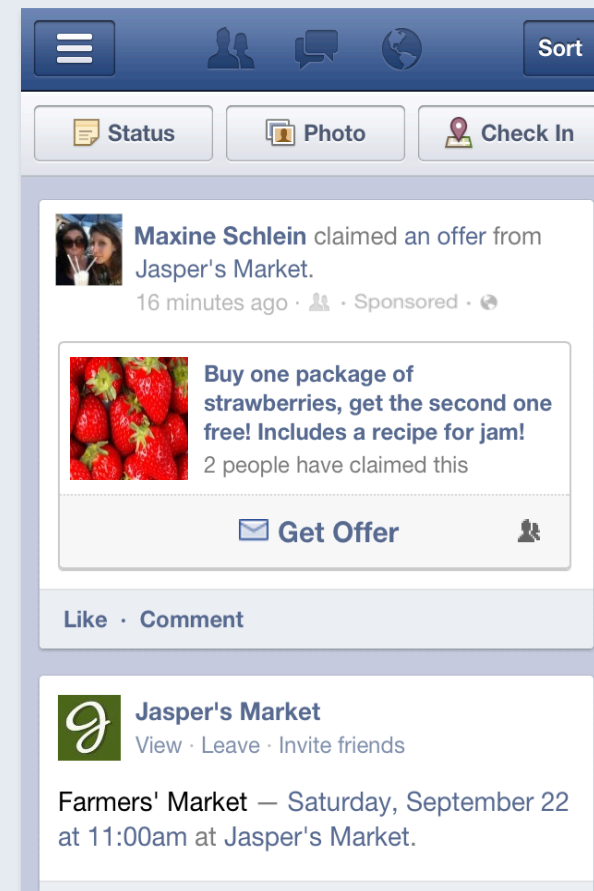 Sort
Status
Photo
Check In
Maxine Schlein claimed an offer from
Jasper's Market.
16 minutes ago · · Sponsored ·
Buy one package of
strawberries, get the second one
free! Includes a recipe for jam!
2 people have claimed this
Get Offer
Like · Comment
Jasper's Market
View · Leave · Invite friends
Farmers' Market — Saturday, September 22
at 11:00am at Jasper's Market.